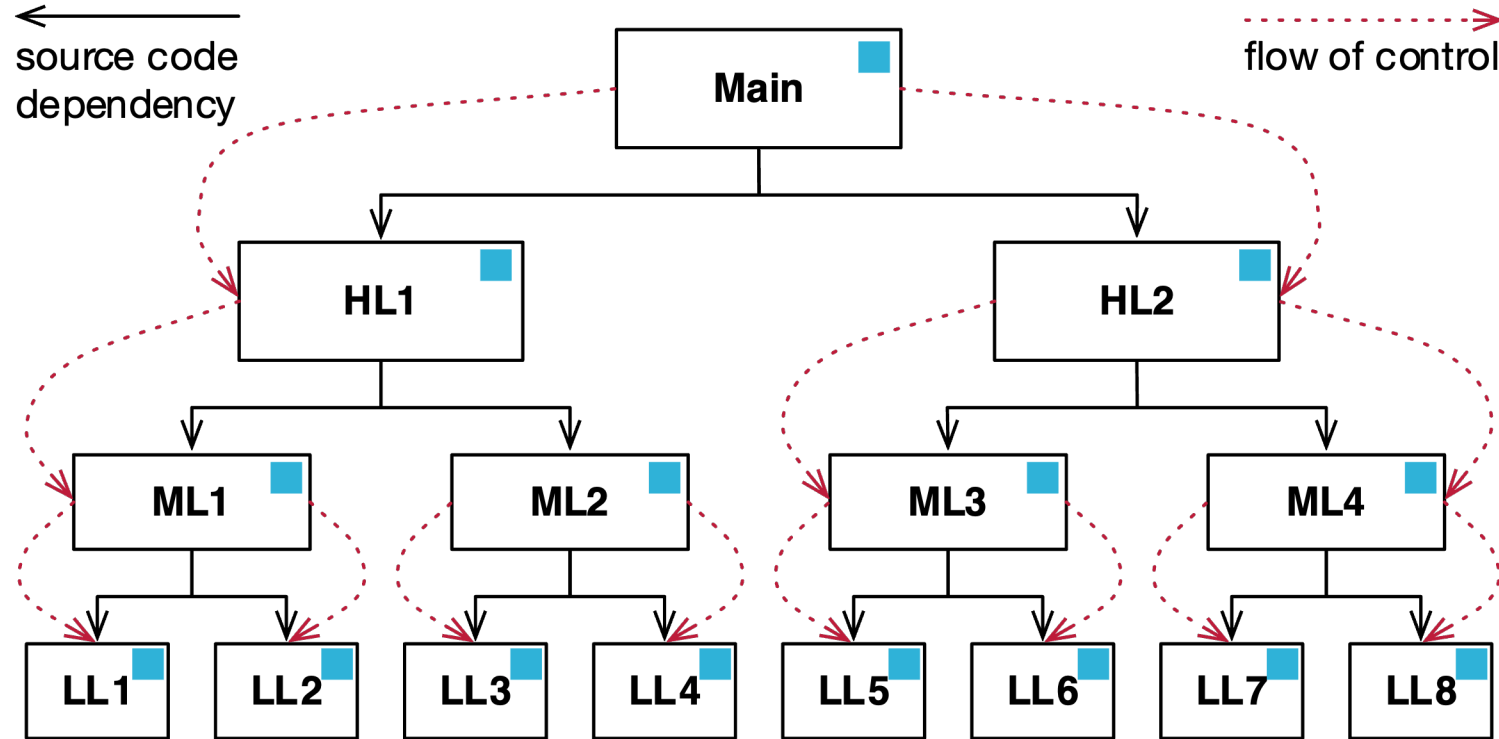 source code
dependency
Main
flow of control
HL1
HL2
ML1
ML2
ML3
ML4
LL1
LL2
LL3
LL4
LL5
LL6
LL7
LL8